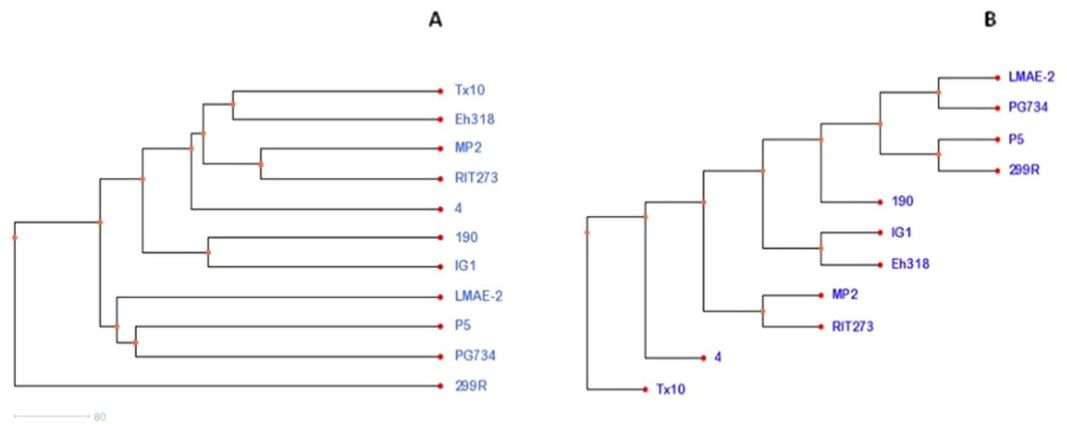 A
Tx10
Eh318
MP2
RIT273
4
190
IG1
LMAE-2
P5
PG734
299R
80
B
LMAE-2
PG734
P5
299R
190
IG1
Eh318
MP2
RIT273
4
Tx10